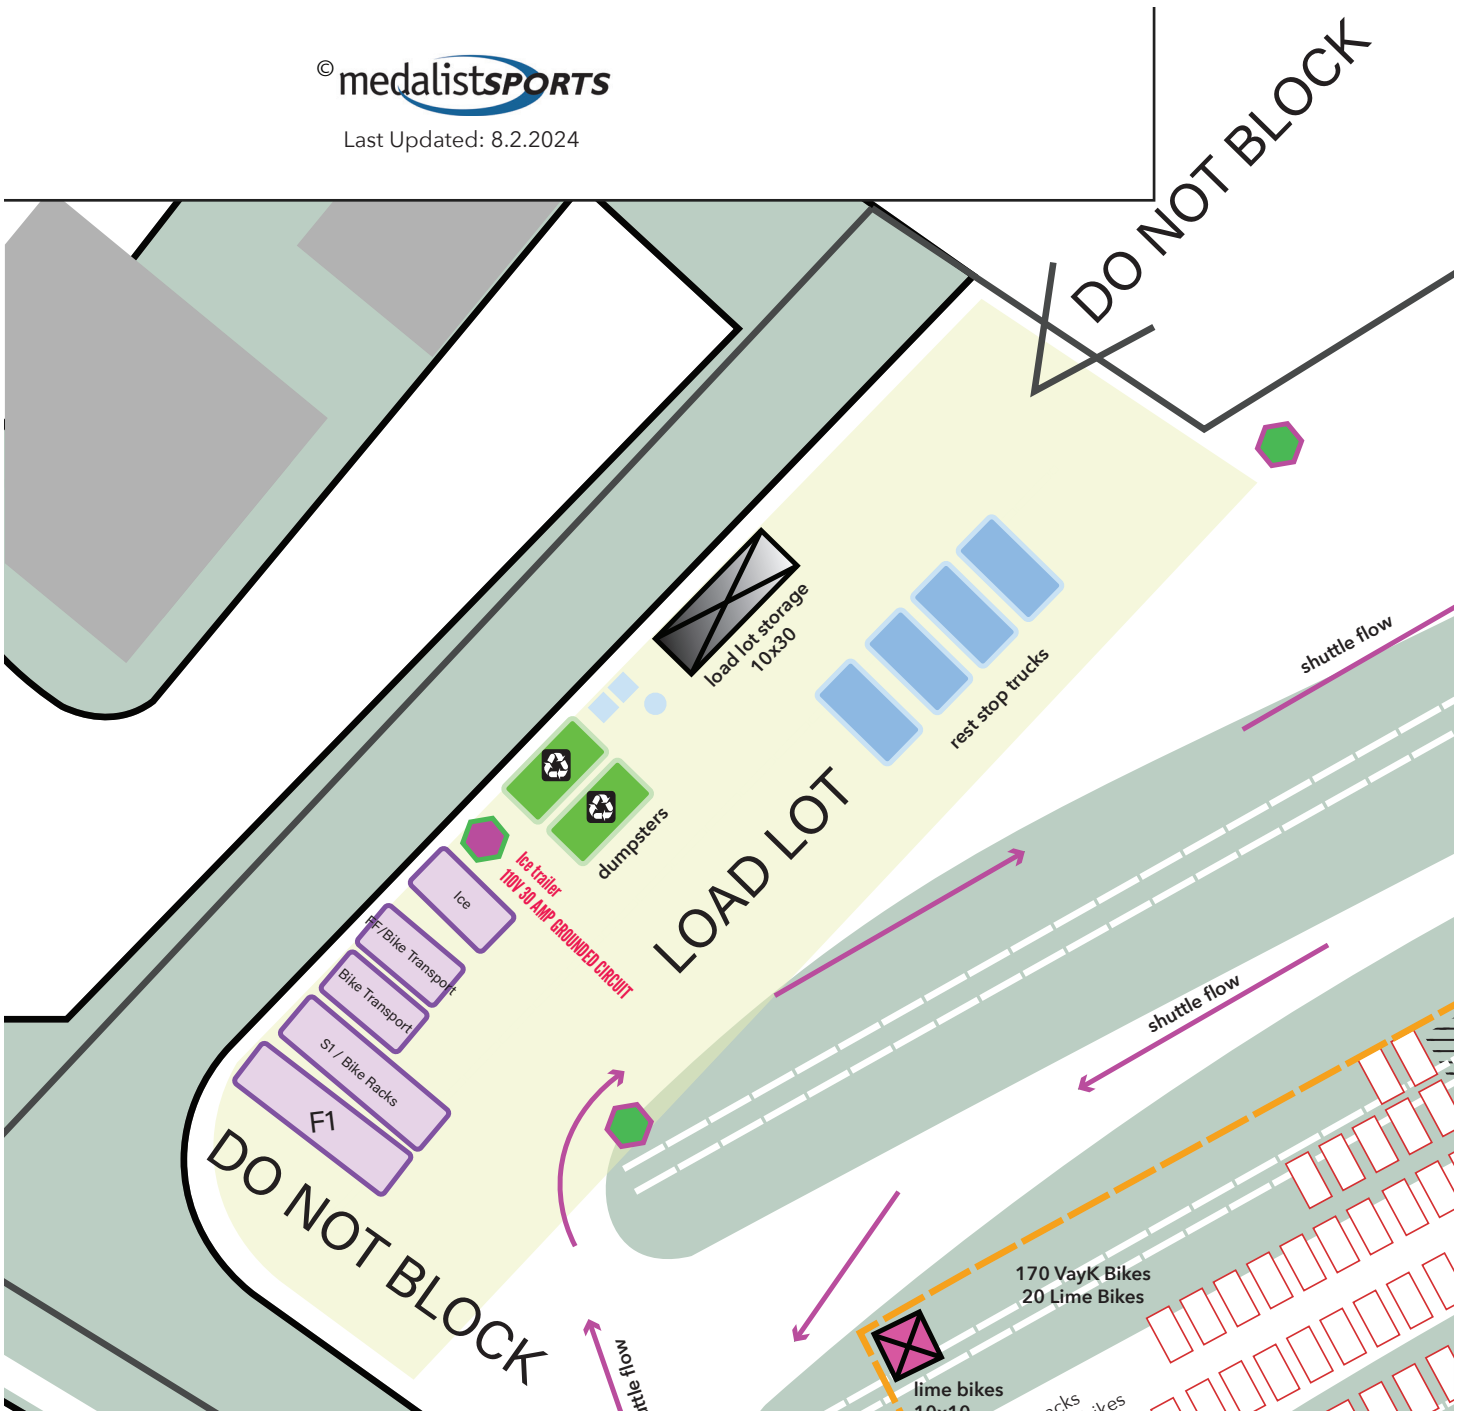 © medalistSPORTS
Last Updated: 8.2.2024
DO NOT BLOCK
load lot storage
10x30
rest stop trucks
shuttle flow
dumpsters
LOAD LOT
Ice trailer
110V 30 AMP GROUNDED CIRCUIT
Ice
FF/Bike Transport
Bike Transport
S1 / Bike Racks
F1
DO NOT BLOCK
shuttle flow
170 VayK Bikes
20 Lime Bikes
lime bikes
10x10
flow